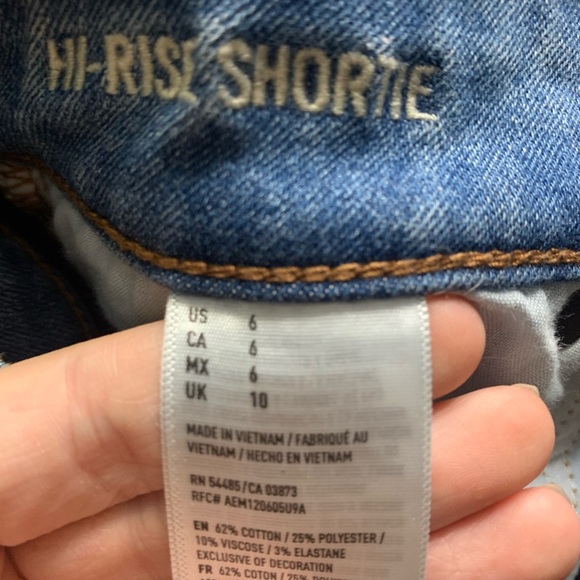 HI-RISE SHORTIE
US 6
CA 6
MX 6
UK 10
MADE IN VIETNAM / FABRIQUÉ AU
VIETNAM / HECHO EN VIETNAM
RN 54485 / CA 03873
RFC# AEM120605U9A
EN 62% COTTON / 25% POLYESTER /
10% VISCOSE / 3% ELASTANE
EXCLUSIVE OF DECORATION
FR 62% COTON / 25%